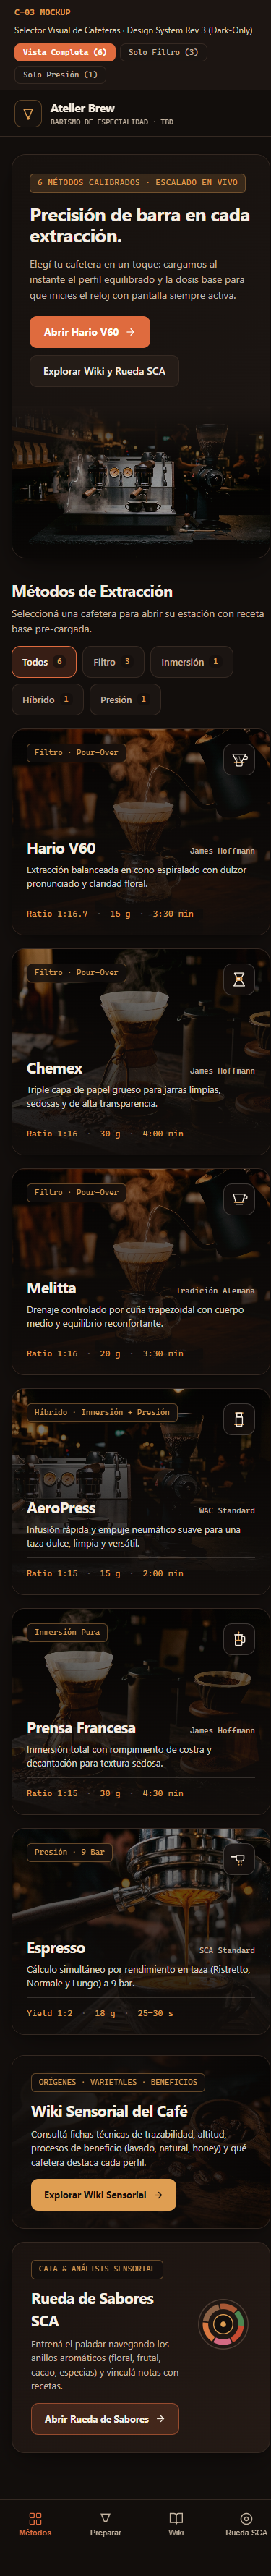 C-03 MOCKUP
Selector Visual de Cafeteras · Design System Rev 3 (Dark-Only)
Vista Completa (6)
Solo Filtro (3)
Solo Presión (1)
Atelier Brew
BARISMO DE ESPECIALIDAD · TBD
6 MÉTODOS CALIBRADOS · ESCALADO EN VIVO
Precisión de barra en cada
extracción.
Elegí tu cafetera en un toque: cargamos al
instante el perfil equilibrado y la dosis base para
que inicies el reloj con pantalla siempre activa.
Abrir Hario V60 →
Explorar Wiki y Rueda SCA
Métodos de Extracción
Seleccioná una cafetera para abrir su estación con receta
base pre-cargada.
Todos 6
Filtro 3
Inmersión 1
Híbrido 1
Presión 1
Filtro · Pour-Over
Hario V60
James Hoffmann
Extracción balanceada en cono espiralado con dulzor
pronunciado y claridad floral.
Ratio 1:16.7 · 15 g · 3:30 min
Filtro · Pour-Over
Chemex
James Hoffmann
Triple capa de papel grueso para jarras limpias,
sedosas y de alta transparencia.
Ratio 1:16 · 30 g · 4:00 min
Filtro · Pour-Over
Melitta
Tradición Alemana
Drenaje controlado por cuña trapezoidal con cuerpo
medio y equilibrio reconfortante.
Ratio 1:16 · 20 g · 3:30 min
Híbrido · Inmersión + Presión
AeroPress
WAC Standard
Infusión rápida y empuje neumático suave para una
taza dulce, limpia y versátil.
Ratio 1:15 · 15 g · 2:00 min
Inmersión Pura
Prensa Francesa
James Hoffmann
Inmersión total con rompimiento de costra y
decantación para textura sedosa.
Ratio 1:15 · 30 g · 4:30 min
Presión · 9 Bar
Espresso
SCA Standard
Cálculo simultáneo por rendimiento en taza (Ristretto,
Normale y Lungo) a 9 bar.
Yield 1:2 · 18 g · 25-30 s
ORÍGENES · VARIETALES · BENEFICIOS
Wiki Sensorial del Café
Consultá fichas técnicas de trazabilidad, altitud,
procesos de beneficio (lavado, natural, honey) y qué
cafetera destaca cada perfil.
Explorar Wiki Sensorial →
CATA & ANÁLISIS SENSORIAL
Rueda de Sabores
SCA
Entrená el paladar navegando los
anillos aromáticos (floral, frutal,
cacao, especias) y vinculá notas con
recetas.
Abrir Rueda de Sabores →
Métodos
Preparar
Wiki
Rueda SCA